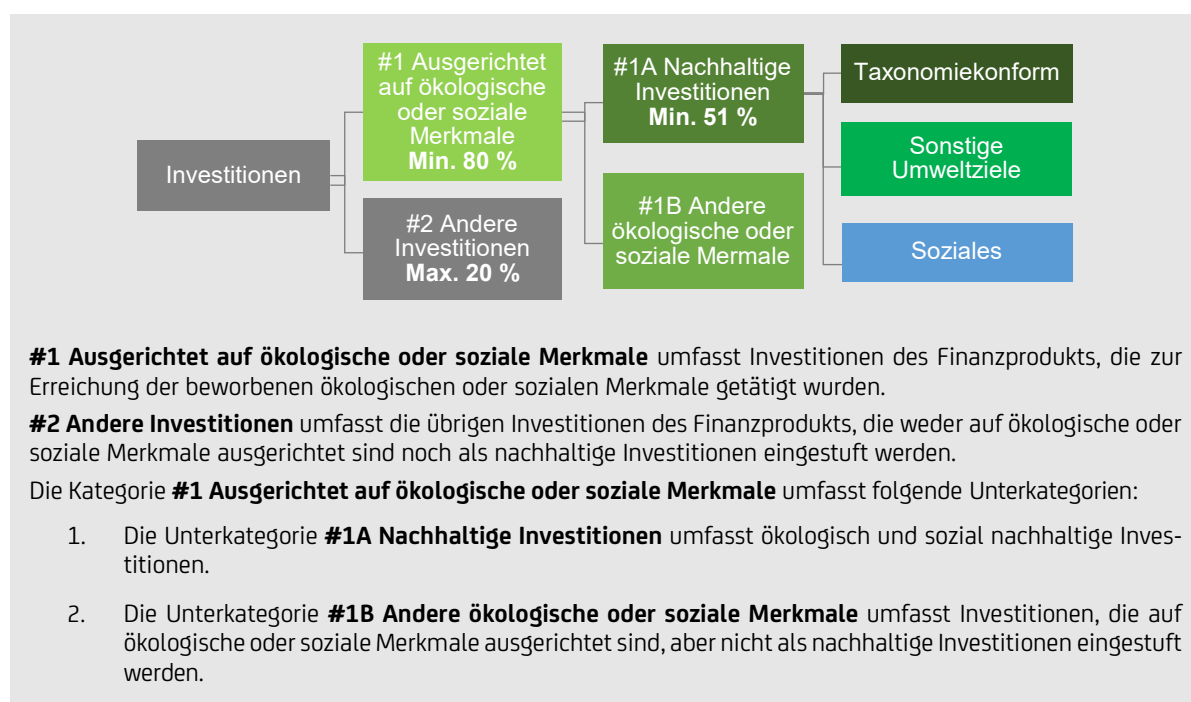 #1 Ausgerichtet
auf ökologische
oder soziale
Merkmale
Min. 80 %
#1A Nachhaltige
Investitionen
Min. 51 %
Taxonomiekonform
Sonstige
Umweltziele
Investitionen
#2 Andere
Investitionen
Max. 20 %
#1B Andere
ökologische oder
soziale Mermale
Soziales
#1 Ausgerichtet auf ökologische oder soziale Merkmale umfasst Investitionen des Finanzprodukts, die zur
Erreichung der beworbenen ökologischen oder sozialen Merkmale getätigt wurden.
#2 Andere Investitionen umfasst die übrigen Investitionen des Finanzprodukts, die weder auf ökologische oder
soziale Merkmale ausgerichtet sind noch als nachhaltige Investitionen eingestuft werden.
Die Kategorie #1 Ausgerichtet auf ökologische oder soziale Merkmale umfasst folgende Unterkategorien:
1. Die Unterkategorie #1A Nachhaltige Investitionen umfasst ökologisch und sozial nachhaltige Inves-
titionen.
2. Die Unterkategorie #1B Andere ökologische oder soziale Merkmale umfasst Investitionen, die auf
ökologische oder soziale Merkmale ausgerichtet sind, aber nicht als nachhaltige Investitionen eingestuft
werden.